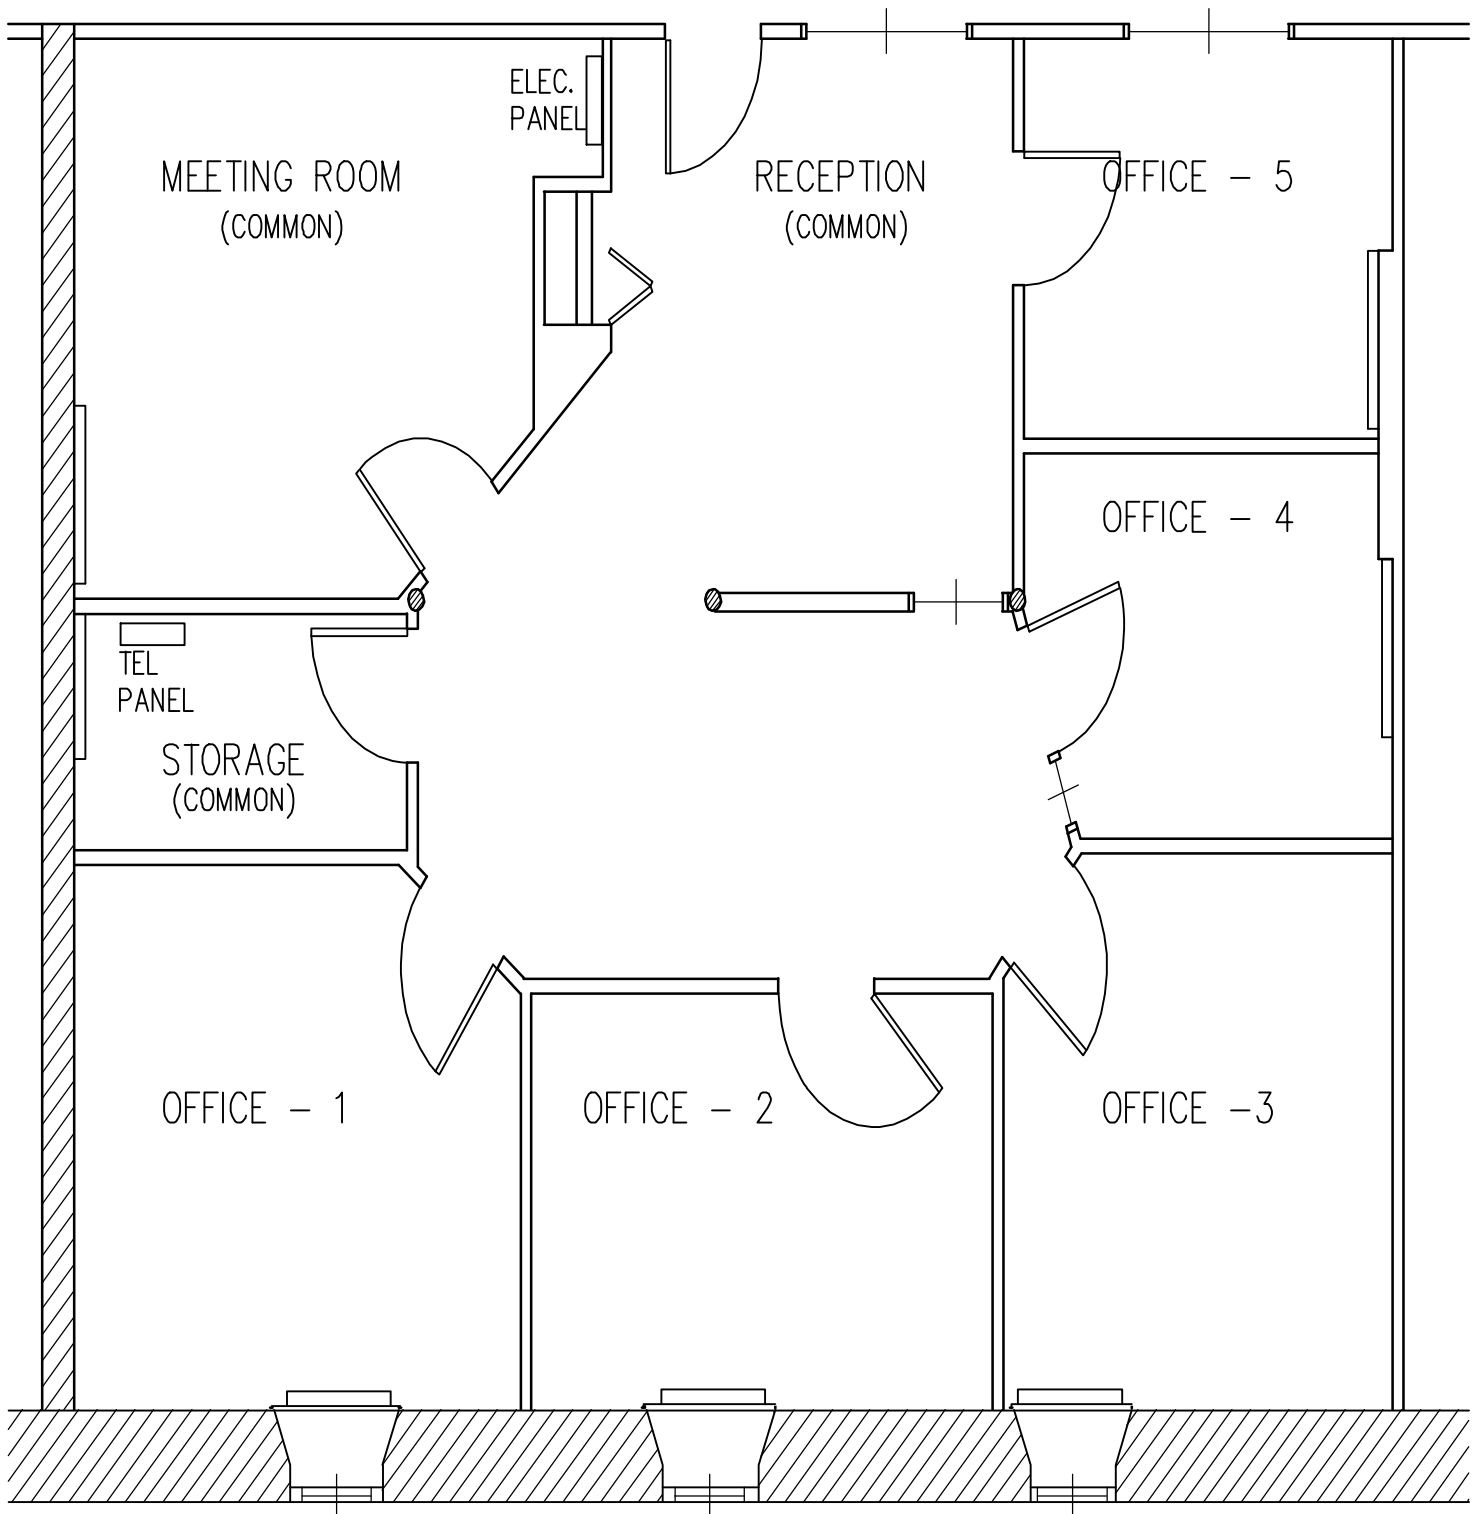 ELEC.
PANEL
MEETING ROOM
(COMMON)
RECEPTION
(COMMON)
OFFICE - 5
OFFICE - 4
TEL
PANEL
STORAGE
(COMMON)
OFFICE - 1
OFFICE - 2
OFFICE -3